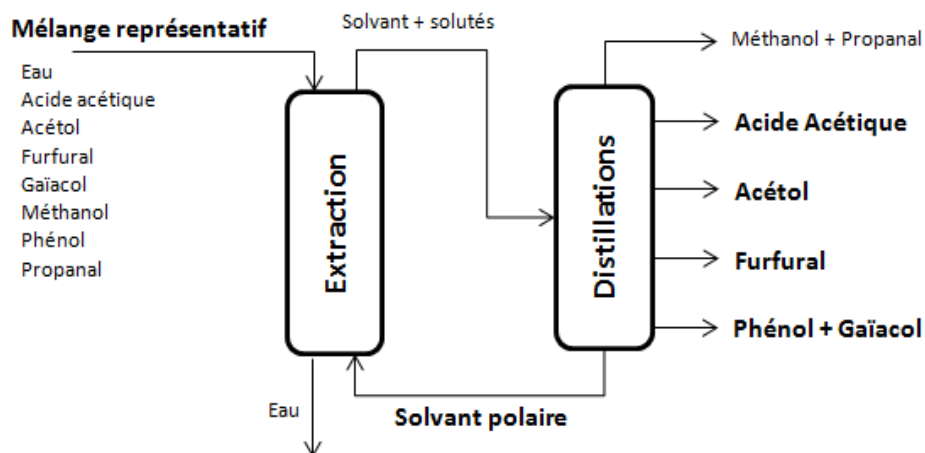 Mélange représentatif
Eau
Acide acétique
Acétol
Furfural
Gaïacol
Méthanol
Phénol
Propanal
Extraction
Solvant + solutés
Distillations
Méthanol + Propanal
Acide Acétique
Acétol
Furfural
Phénol + Gaïacol
Eau
Solvant polaire